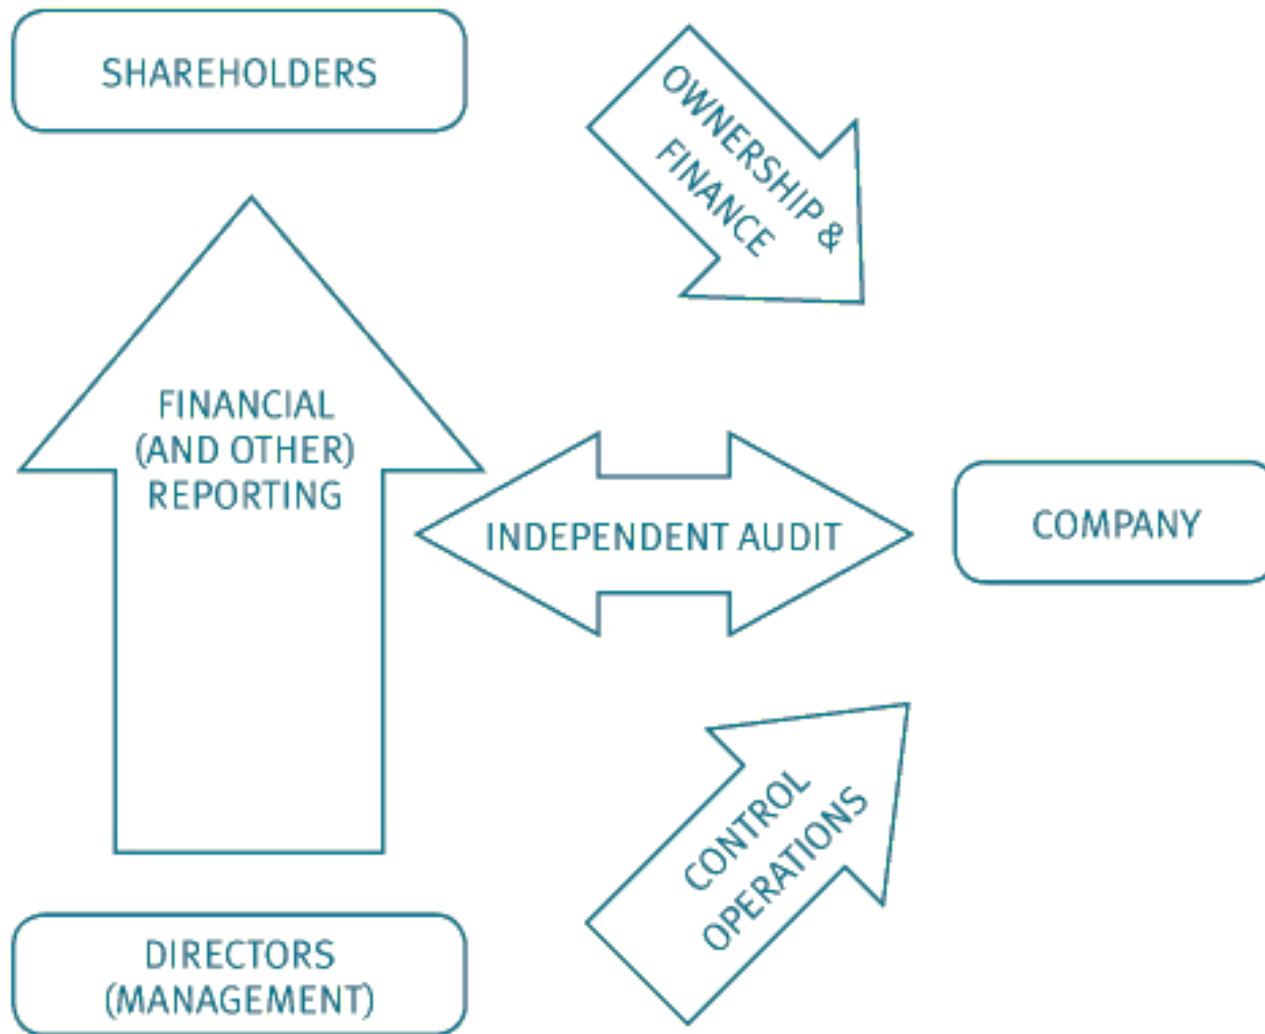 SHAREHOLDERS
OWNERSHIP &
FINANCE
FINANCIAL
(AND OTHER)
REPORTING
INDEPENDENT AUDIT
COMPANY
CONTROL
OPERATIONS
DIRECTORS
(MANAGEMENT)